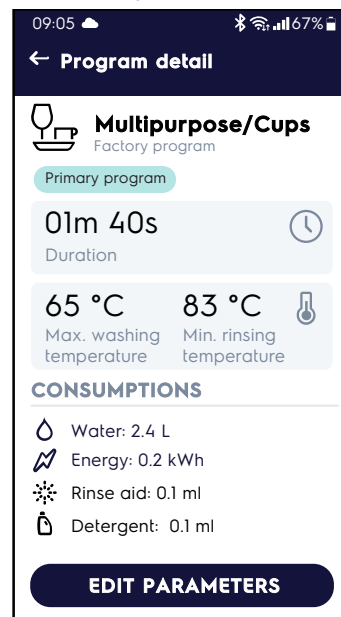 09:05 67%
Program detail
Multipurpose/Cups
Factory program
Primary program
01m 40s
Duration
65 °C 83 °C
Max. washing Min. rinsing
temperature temperature
CONSUMPTIONS
Water: 2.4 L
Energy: 0.2 kWh
Rinse aid: 0.1 ml
Detergent: 0.1 ml
EDIT PARAMETERS